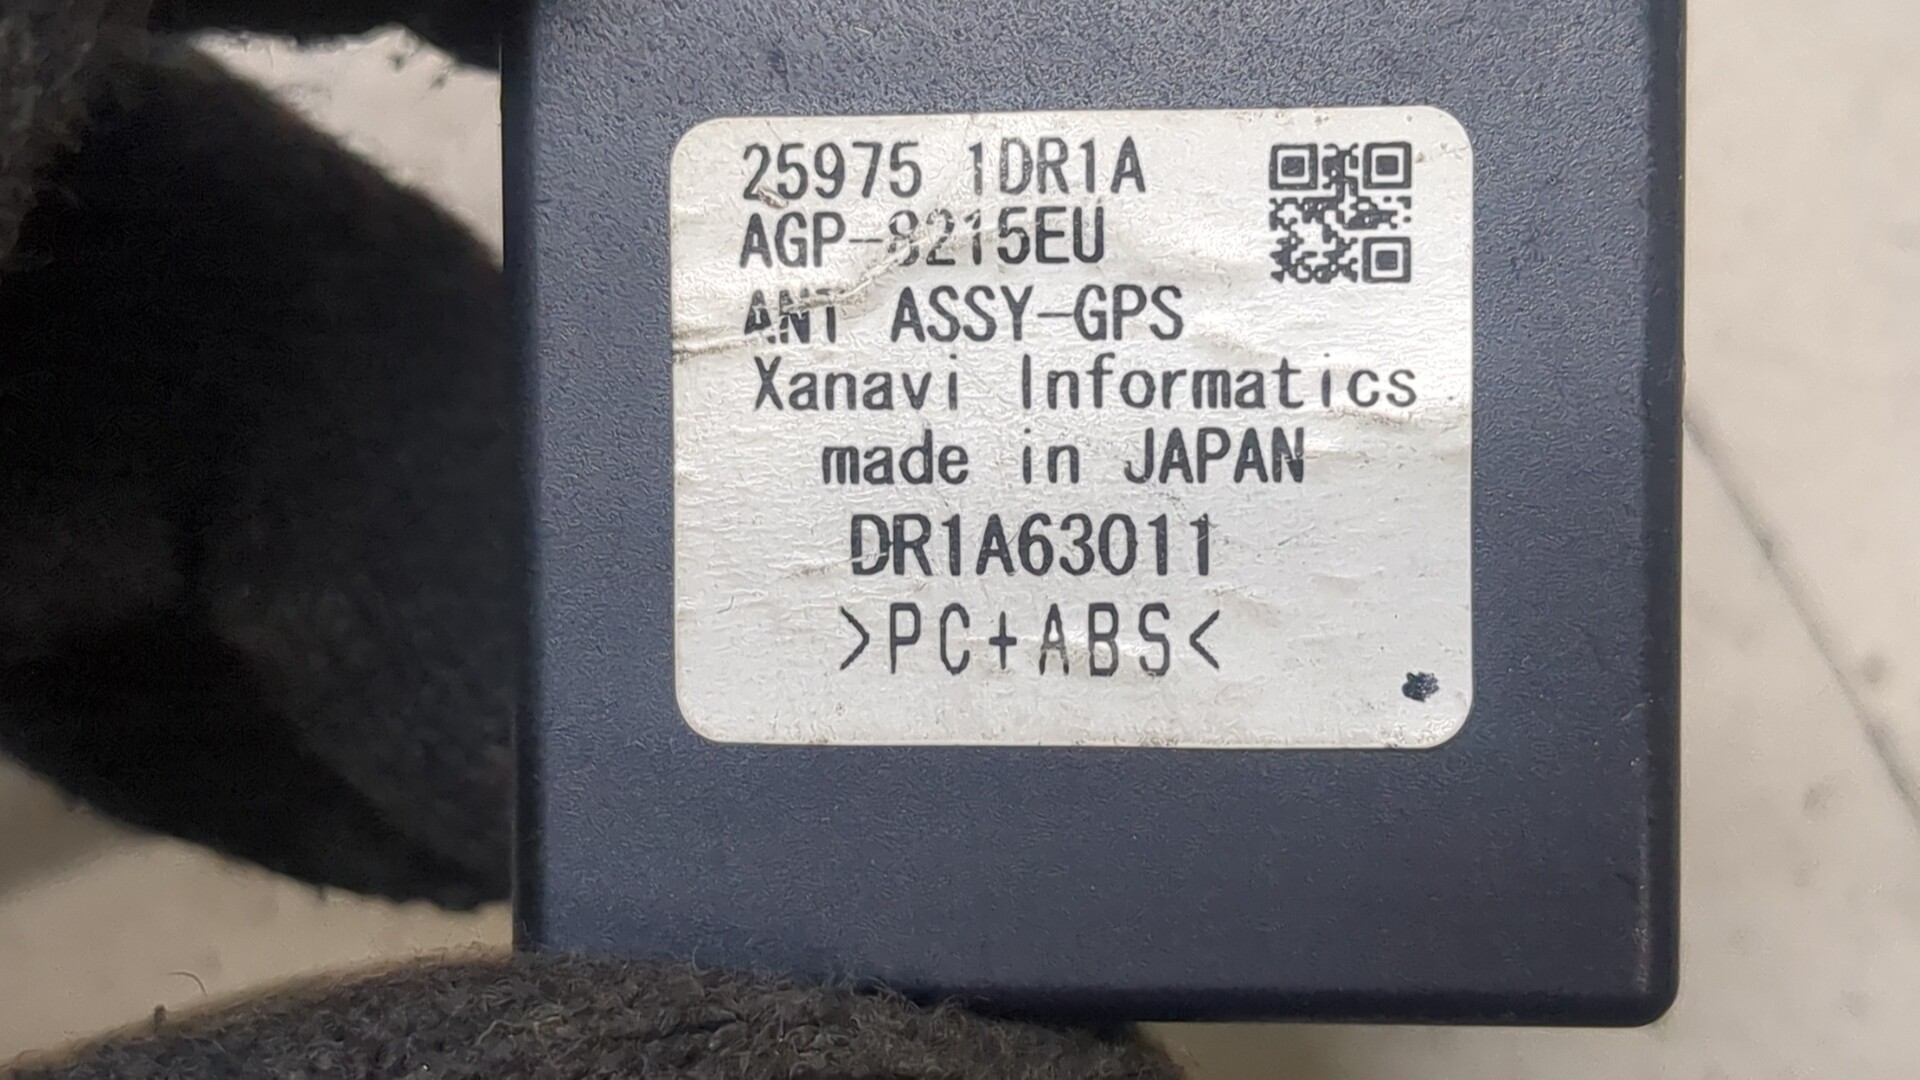 25975 1DR1A
AGP-8215EU
ANT ASSY-GPS
Xanavi Informatics
made in JAPAN
DR1A63011
>PC+ABS<